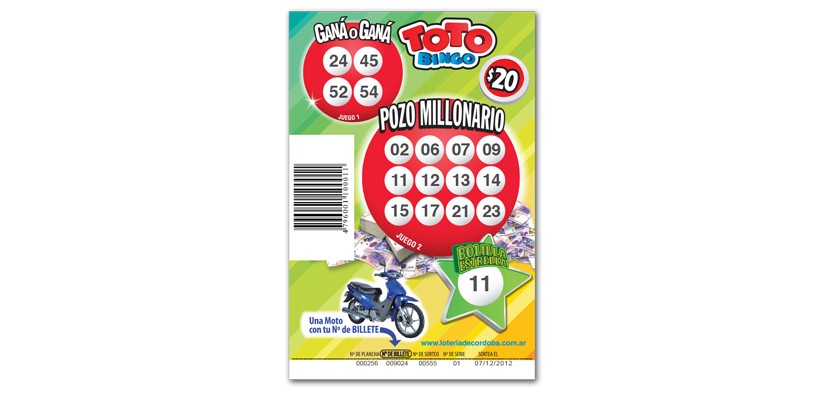 GANÁ O GANÁ
TOTO
BINGO
$20
24 45
52 54
JUEGO 1
POZO MILLONARIO
02 06 07 09
11 12 13 14
15 17 21 23
JUEGO 2
4796001100011
BOLILLA
ESTRELLA
11
Una Moto
con tu Nº de BILLETE
www.loteriadecordoba.com.ar
Nº DE PLANCHA Nº DE BILLETE Nº DE SORTEO Nº DE SERIE SORTEA EL
000256 009024 00555 01 07/12/2012